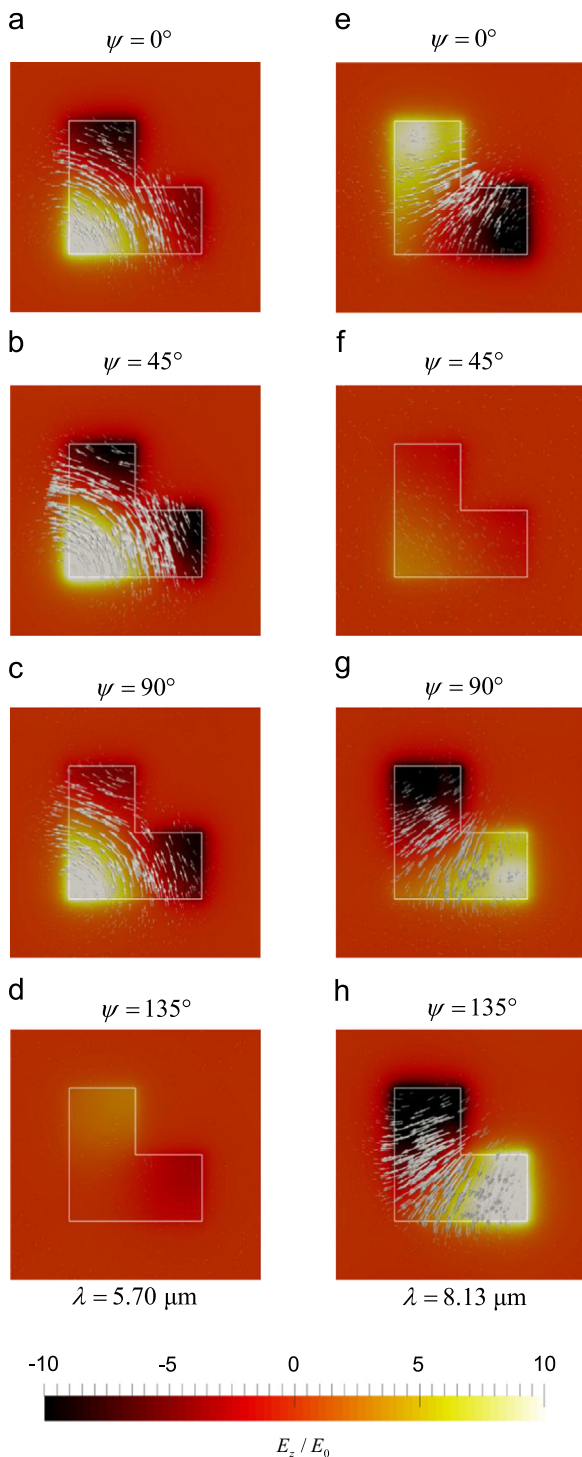 a
ψ = 0°
e
ψ = 0°
b
ψ = 45°
f
ψ = 45°
c
ψ = 90°
g
ψ = 90°
d
ψ = 135°
h
ψ = 135°
λ = 5.70 μm
λ = 8.13 μm
-10 -5 0 5 10
E_z / E_0